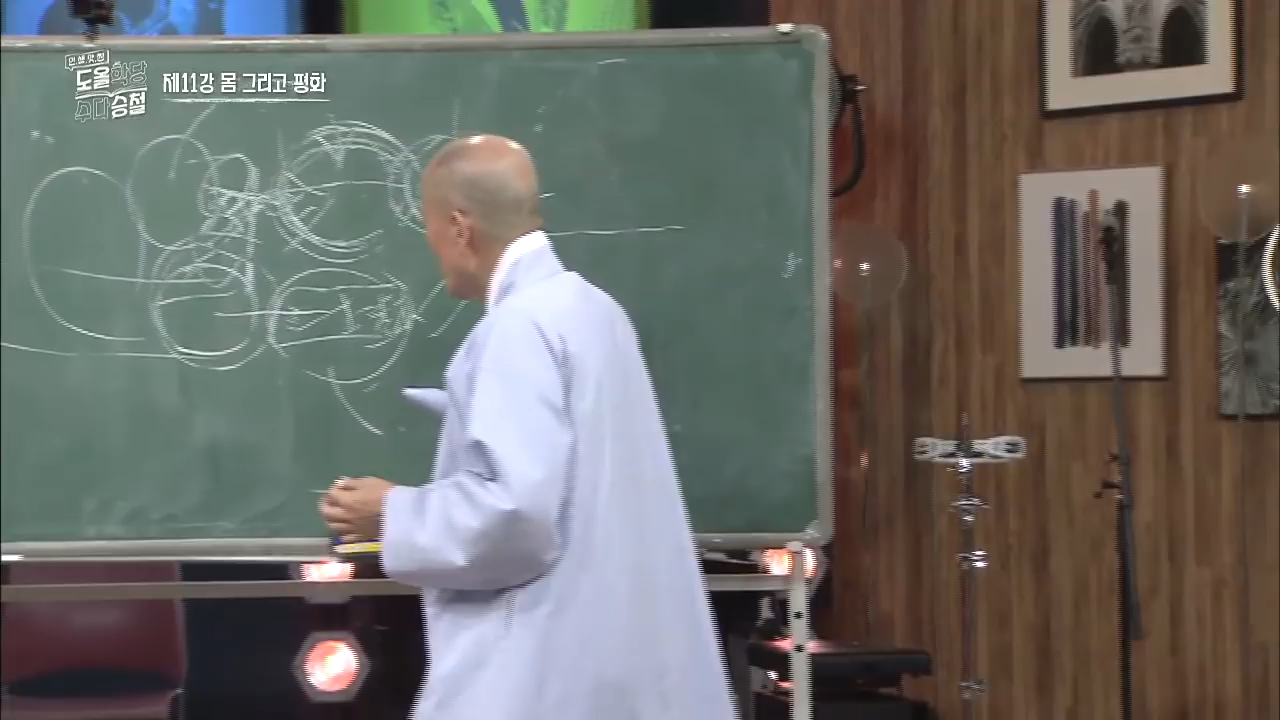 인생 맛집
도올학당
수다승철
제11강 몸 그리고 평화